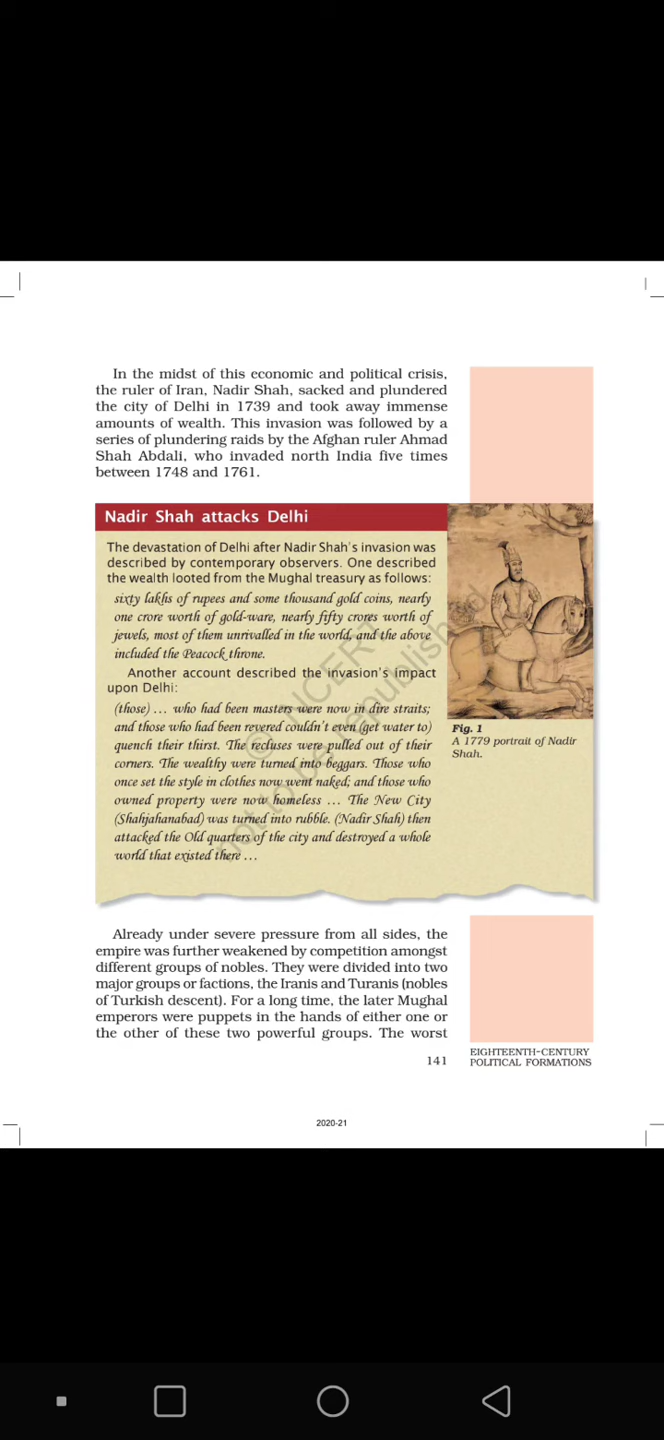 In the midst of this economic and political crisis,
the ruler of Iran, Nadir Shah, sacked and plundered
the city of Delhi in 1739 and took away immense
amounts of wealth. This invasion was followed by a
series of plundering raids by the Afghan ruler Ahmad
Shah Abdali, who invaded north India five times
between 1748 and 1761.
Nadir Shah attacks Delhi
The devastation of Delhi after Nadir Shah's invasion was
described by contemporary observers. One described
the wealth looted from the Mughal treasury as follows:
sixty lakhs of rupees and some thousand gold coins, nearly
one crore worth of gold-ware, nearly fifty crores worth of
jewels, most of them unrivalled in the world, and the above
included the Peacock throne.
Another account described the invasion's impact
upon Delhi:
(those) … who had been masters were now in dire straits;
and those who had been revered couldn't even (get water to)
quench their thirst. The recluses were pulled out of their
corners. The wealthy were turned into beggars. Those who
once set the style in clothes now went naked; and those who
owned property were now homeless … The New City
(Shahjahanabad) was turned into rubble. (Nadir Shah) then
attacked the Old quarters of the city and destroyed a whole
world that existed there …
Fig. 1
A 1779 portrait of Nadir
Shah.
© NCERT
not to be republished
Already under severe pressure from all sides, the
empire was further weakened by competition amongst
different groups of nobles. They were divided into two
major groups or factions, the Iranis and Turanis (nobles
of Turkish descent). For a long time, the later Mughal
emperors were puppets in the hands of either one or
the other of these two powerful groups. The worst
141
EIGHTEENTH-CENTURY
POLITICAL FORMATIONS
2020-21